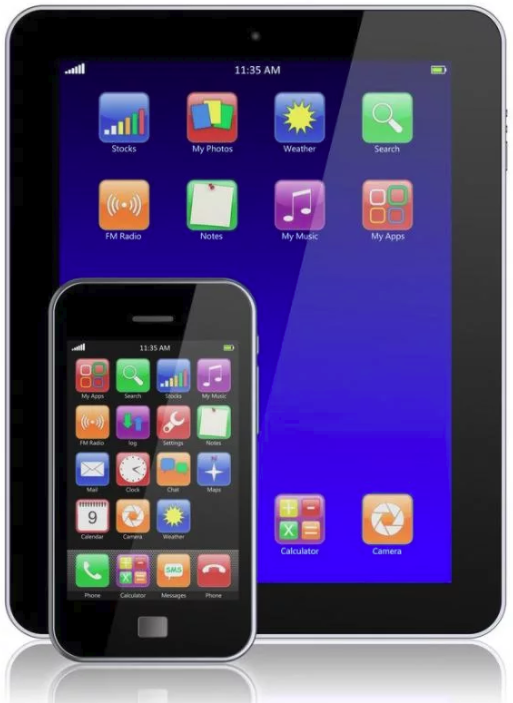 11:35 AM
Stocks My Photos Weather Search
FM Radio Notes My Music My Apps
Calculator Camera
11:35 AM
My Apps Search Stocks My Music
FM Radio log Settings Notes
Mail Clock Chat Maps
9
Calendar Camera Weather
SMS
Phone Calculator Messages Phone